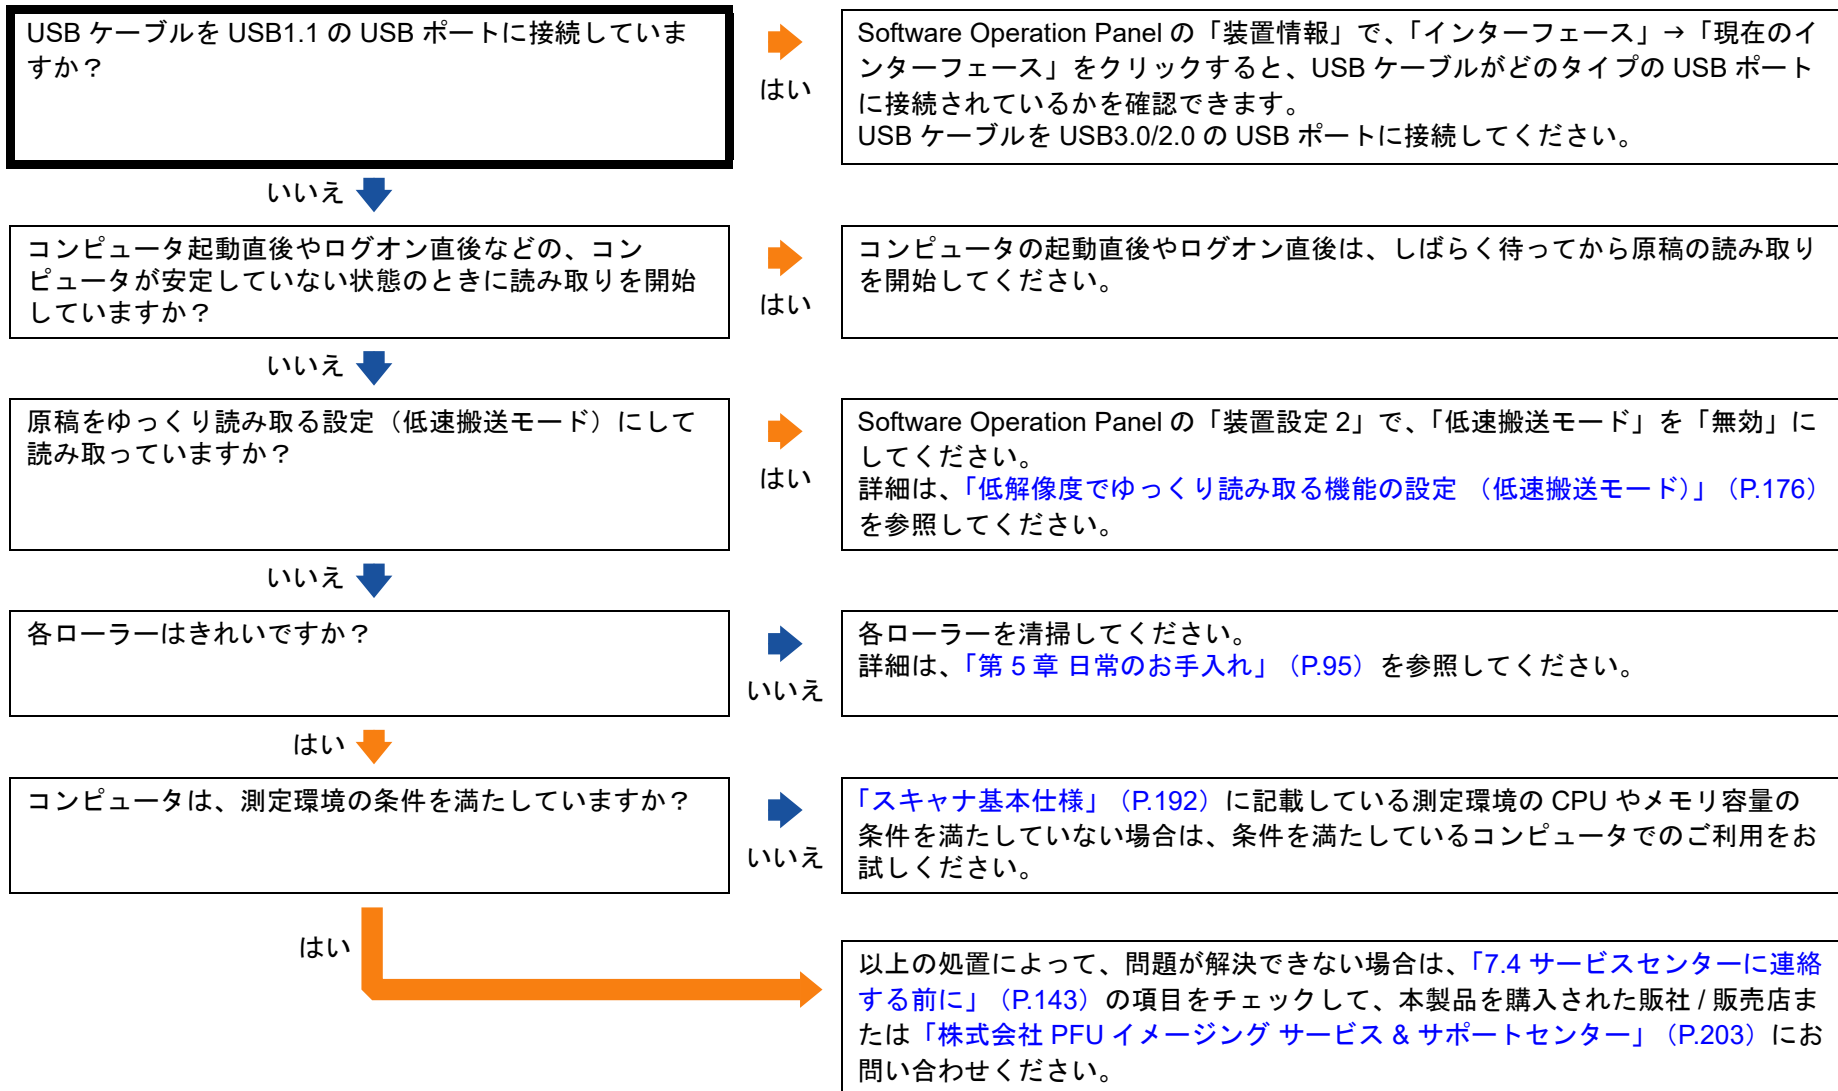 USB ケーブルを USB1.1 の USB ポートに接続していま
すか？
はい
Software Operation Panel の「装置情報」で、「インターフェース」→「現在のイ
ンターフェース」をクリックすると、USB ケーブルがどのタイプの USB ポート
に接続されているかを確認できます。
USB ケーブルを USB3.0/2.0 の USB ポートに接続してください。
いいえ
コンピュータ起動直後やログオン直後などの、コン
ピュータが安定していない状態のときに読み取りを開始
していますか？
はい
コンピュータの起動直後やログオン直後は、しばらく待ってから原稿の読み取り
を開始してください。
いいえ
原稿をゆっくり読み取る設定（低速搬送モード）にして
読み取っていますか？
はい
Software Operation Panel の「装置設定 2」で、「低速搬送モード」を「無効」に
してください。
詳細は、「低解像度でゆっくり読み取る機能の設定 （低速搬送モード）」（P.176）
を参照してください。
いいえ
各ローラーはきれいですか？
いいえ
各ローラーを清掃してください。
詳細は、「第 5 章 日常のお手入れ」（P.95）を参照してください。
はい
コンピュータは、測定環境の条件を満たしていますか？
いいえ
「スキャナ基本仕様」（P.192）に記載している測定環境の CPU やメモリ容量の
条件を満たしていない場合は、条件を満たしているコンピュータでのご利用をお
試しください。
はい
以上の処置によって、問題が解決できない場合は、「7.4 サービスセンターに連絡
する前に」（P.143）の項目をチェックして、本製品を購入された販社 / 販売店ま
たは「株式会社 PFU イメージング サービス & サポートセンター」（P.203）にお
問い合わせください。